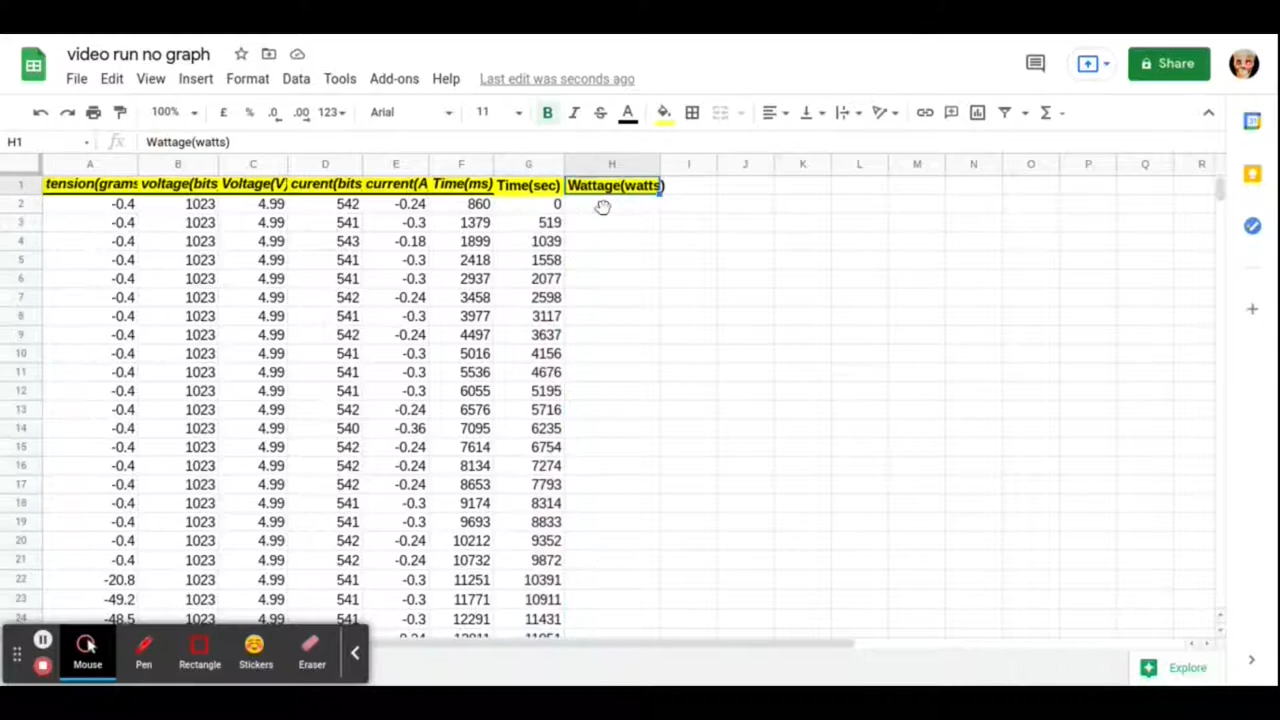 video run no graph
File Edit View Insert Format Data Tools Add-ons Help Last edit was seconds ago
Share
100% £ % .0 .00 123 Arial 11 B I S A
H1 fx Wattage(watts)
A B C D E F G H I J K L M N O P Q R
1 tension(grams voltage(bits Voltage(V) curent(bits current(A Time(ms) Time(sec) Wattage(watts)
2 -0.4 1023 4.99 542 -0.24 860 0
3 -0.4 1023 4.99 541 -0.3 1379 519
4 -0.4 1023 4.99 543 -0.18 1899 1039
5 -0.4 1023 4.99 541 -0.3 2418 1558
6 -0.4 1023 4.99 541 -0.3 2937 2077
7 -0.4 1023 4.99 542 -0.24 3458 2598
8 -0.4 1023 4.99 541 -0.3 3977 3117
9 -0.4 1023 4.99 542 -0.24 4497 3637
10 -0.4 1023 4.99 541 -0.3 5016 4156
11 -0.4 1023 4.99 541 -0.3 5536 4676
12 -0.4 1023 4.99 541 -0.3 6055 5195
13 -0.4 1023 4.99 542 -0.24 6576 5716
14 -0.4 1023 4.99 540 -0.36 7095 6235
15 -0.4 1023 4.99 542 -0.24 7614 6754
16 -0.4 1023 4.99 542 -0.24 8134 7274
17 -0.4 1023 4.99 542 -0.24 8653 7793
18 -0.4 1023 4.99 541 -0.3 9174 8314
19 -0.4 1023 4.99 541 -0.3 9693 8833
20 -0.4 1023 4.99 542 -0.24 10212 9352
21 -0.4 1023 4.99 542 -0.24 10732 9872
22 -20.8 1023 4.99 541 -0.3 11251 10391
23 -49.2 1023 4.99 541 -0.3 11771 10911
24 -48.5 1023 4.99 541 -0.3 12291 11431
Mouse Pen Rectangle Stickers Eraser
Explore